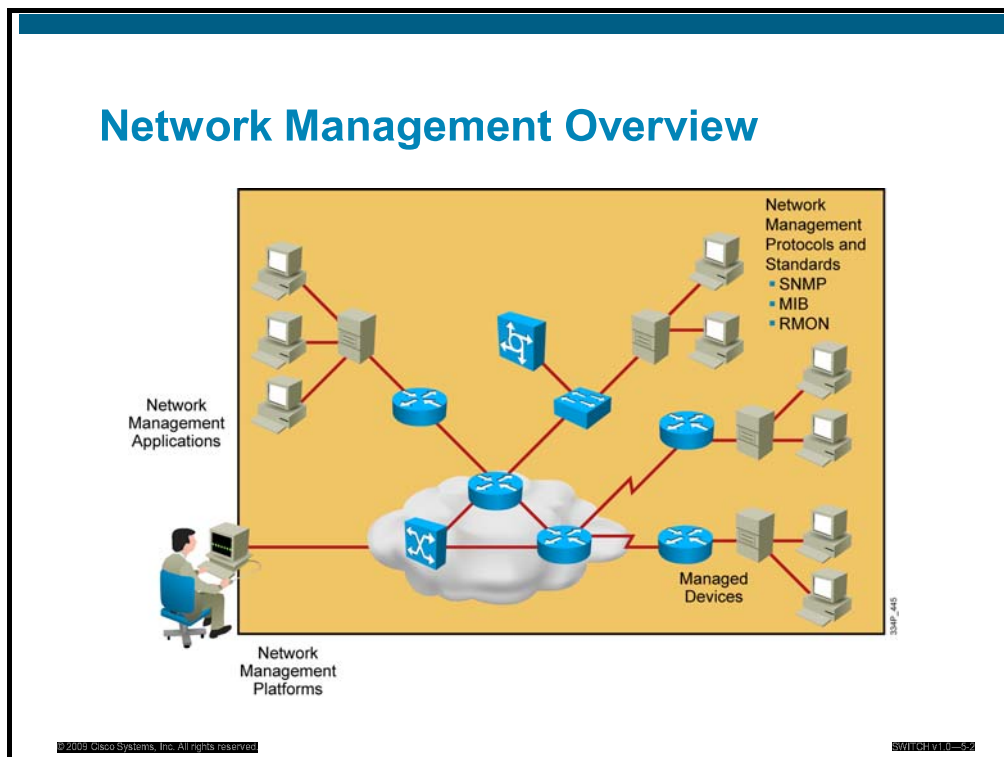 Network Management Overview
Network
Management
Protocols and
Standards
▪ SNMP
▪ MIB
▪ RMON
Network
Management
Applications
Managed
Devices
334P_445
Network
Management
Platforms
© 2009 Cisco Systems, Inc. All rights reserved.
SWITCH v1.0—5-2